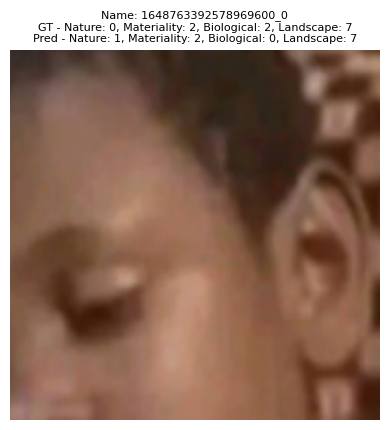 Name: 1648763392578969600_0
GT - Nature: 0, Materiality: 2, Biological: 2, Landscape: 7
Pred - Nature: 1, Materiality: 2, Biological: 0, Landscape: 7